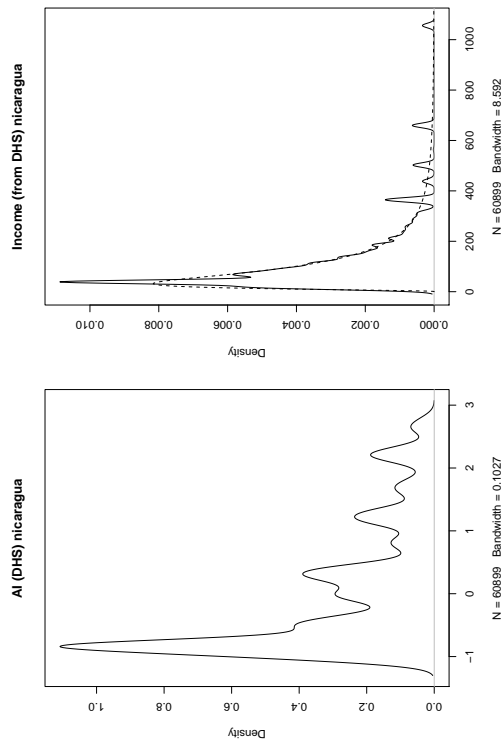 AI (DHS) nicaragua
Density
0.0 0.2 0.4 0.6 0.8 1.0
−1 0 1 2 3
N = 60899 Bandwidth = 0.1027
Income (from DHS) nicaragua
Density
0.000 0.002 0.004 0.006 0.008 0.010
0 200 400 600 800 1000
N = 60899 Bandwidth = 8.592